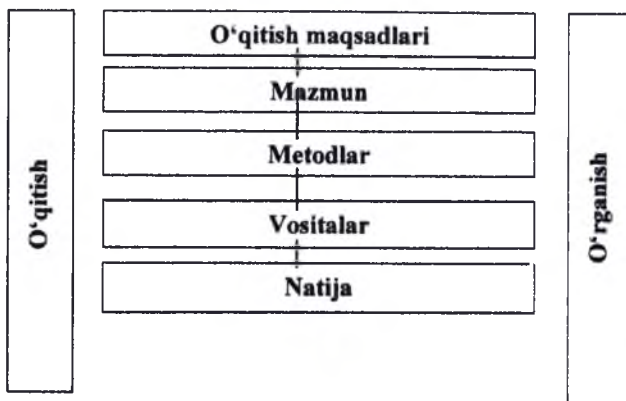 O‘qitish
O‘qitish maqsadlari
Mazmun
Metodlar
Vositalar
Natija
O‘rganish